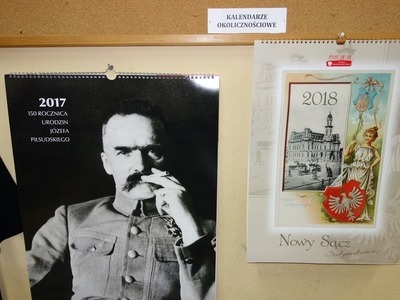 KALENDARZE
OKOLICZNOŚCIOWE
2017
150 ROCZNICA
URODZIN
JÓZEFA
PIŁSUDSKIEGO
2018
Nowy Sącz